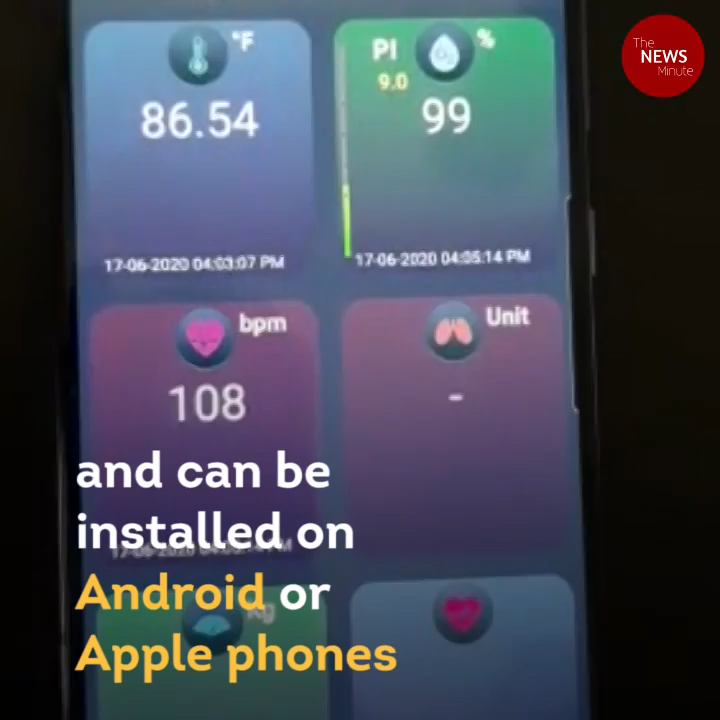 The
NEWS
Minute
°F
86.54
17-06-2020 04:03:07 PM
PI
%
9.0
99
17-06-2020 04:05:14 PM
bpm
108
Unit
-
and can be
installed on
Android or
Apple phones
Kg